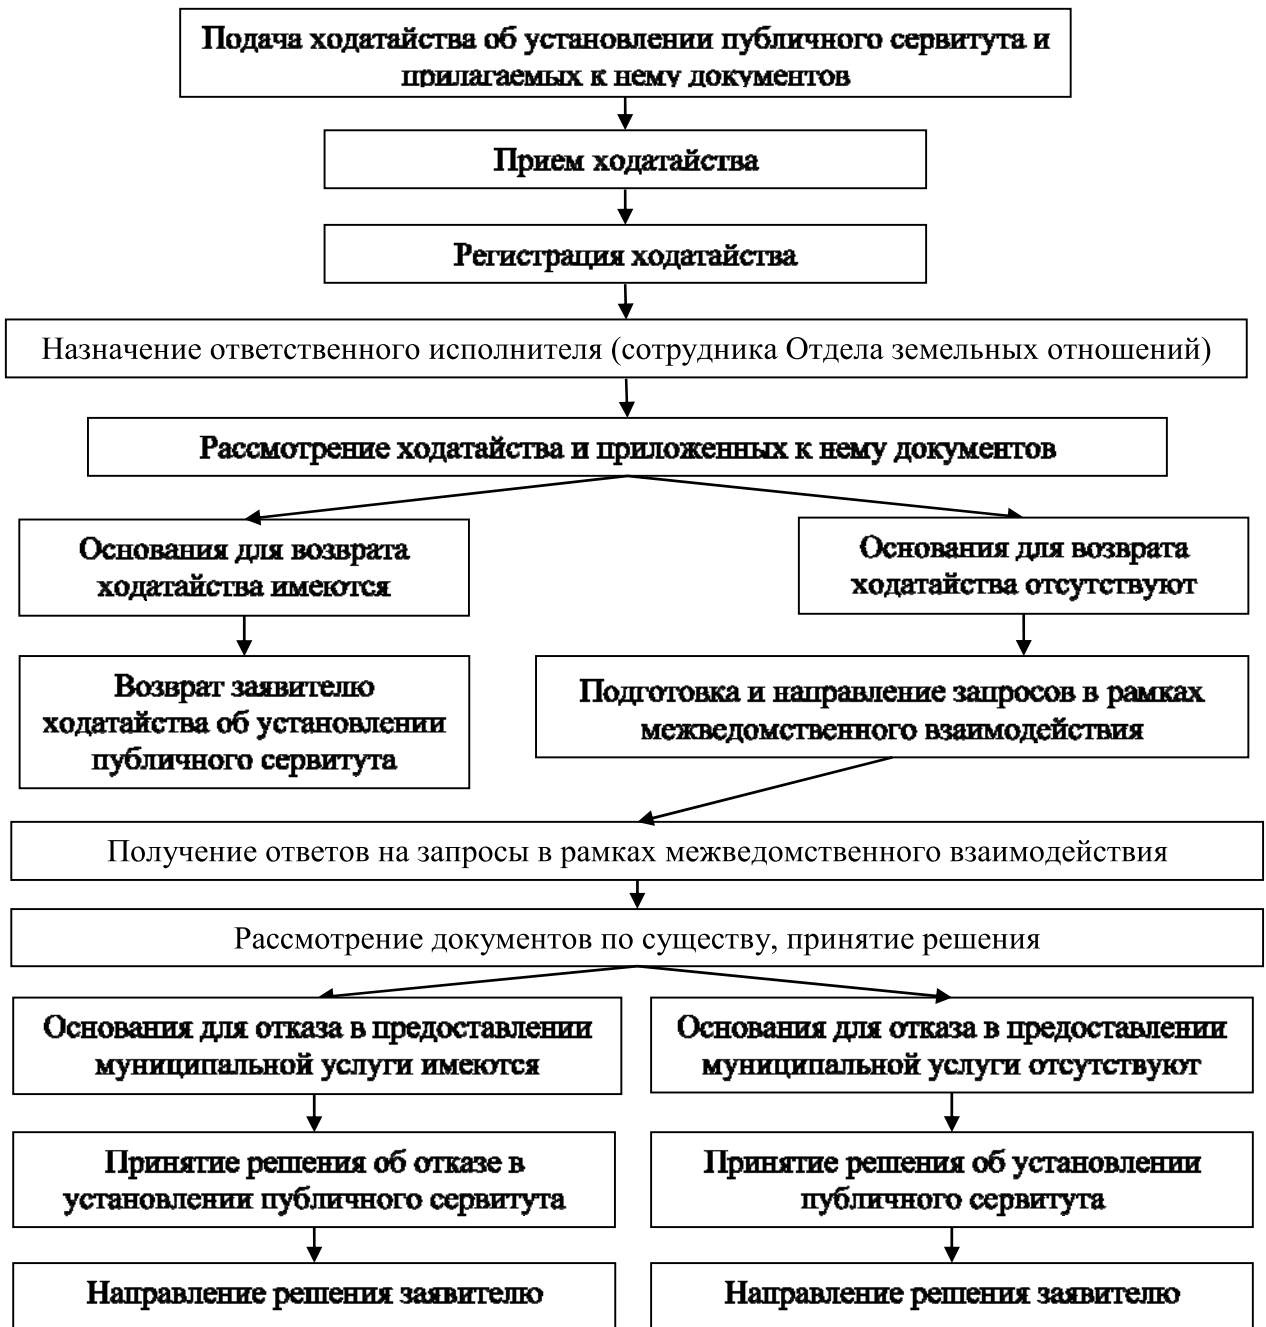 Подача ходатайства об установлении публичного сервитута и
прилагаемых к нему документов
Прием ходатайства
Регистрация ходатайства
Назначение ответственного исполнителя (сотрудника Отдела земельных отношений)
Рассмотрение ходатайства и приложенных к нему документов
Основания для возврата
ходатайства имеются
Основания для возврата
ходатайства отсутствуют
Возврат заявителю
ходатайства об установлении
публичного сервитута
Подготовка и направление запросов в рамках
межведомственного взаимодействия
Получение ответов на запросы в рамках межведомственного взаимодействия
Рассмотрение документов по существу, принятие решения
Основания для отказа в предоставлении
муниципальной услуги имеются
Основания для отказа в предоставлении
муниципальной услуги отсутствуют
Принятие решения об отказе в
установлении публичного сервитута
Принятие решения об установлении
публичного сервитута
Направление решения заявителю
Направление решения заявителю